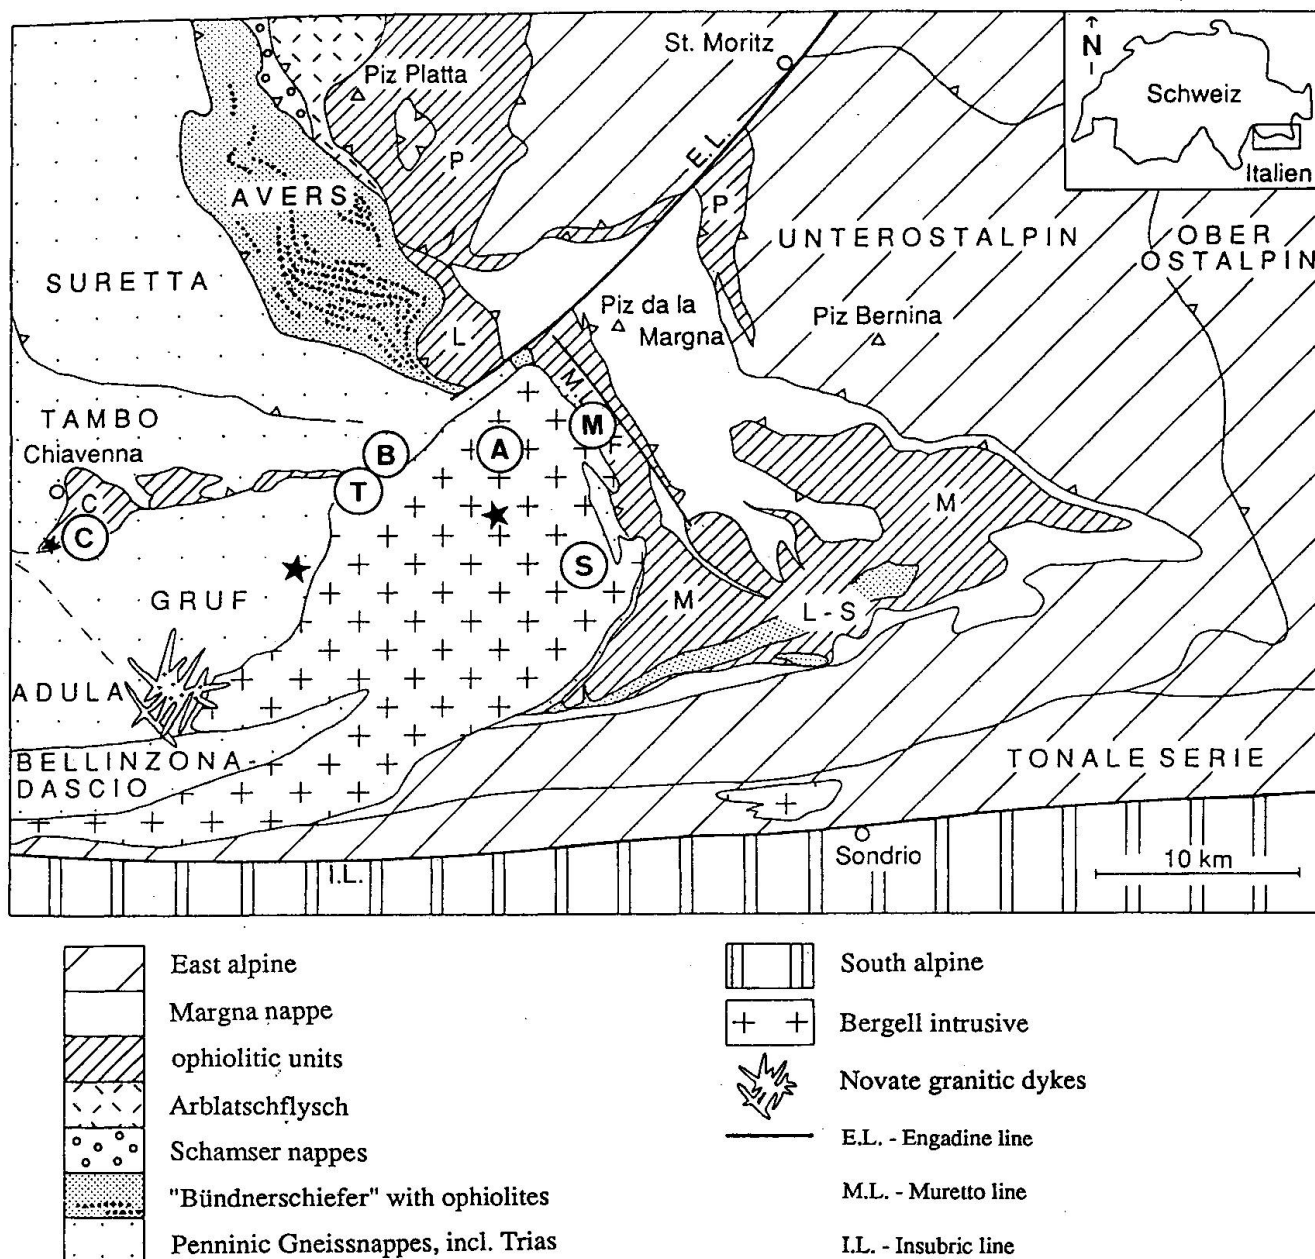 St. Moritz
N
Schweiz
Italien
Piz Platta
E.L.
P
P
AVERS
UNTEROSTALPIN
OBER
OSTALPIN
SURETTA
Piz da la
Margna
Piz Bernina
L
M.L.
TAMBO
Chiavenna
B
A
M
T
C
C
M
S
GRUF
M
L-S
ADULA
BELLINZONA-
DASCIO
TONALE SERIE
Sondrio
I.L.
10 km
East alpine
Margna nappe
ophiolitic units
Arblatschflysch
Schamser nappes
"Bündnerschiefer" with ophiolites
Penninic Gneissnappes, incl. Trias
South alpine
Bergell intrusive
Novate granitic dykes
E.L. - Engadine line
M.L. - Muretto line
I.L. - Insubric line